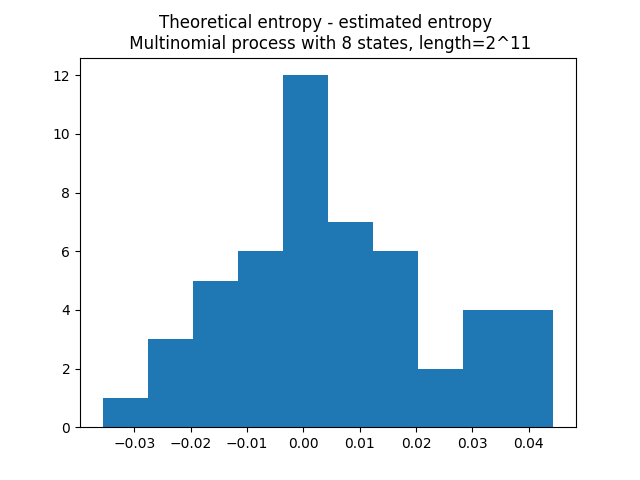 Theoretical entropy - estimated entropy
Multinomial process with 8 states, length=2^11
12
10
8
6
4
2
0
−0.03 −0.02 −0.01 0.00 0.01 0.02 0.03 0.04